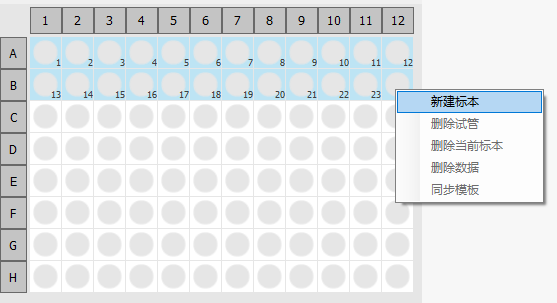 1 2 3 4 5 6 7 8 9 10 11 12
A 1 2 3 4 5 6 7 8 9 10 11 12
B 13 14 15 16 17 18 19 20 21 22 23
C
D
E
F
G
H
新建标本
删除试管
删除当前标本
删除数据
同步模板